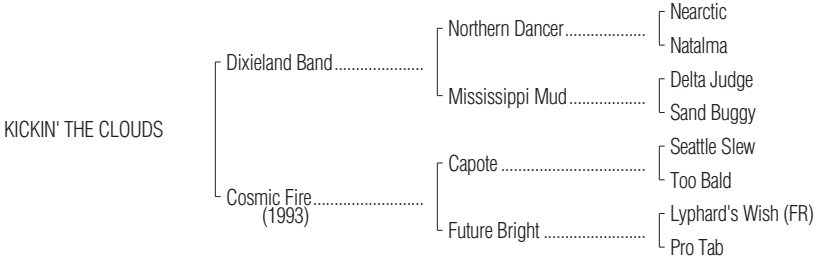 Nearctic
Northern Dancer....................
Natalma
Dixieland Band......................
Delta Judge
Mississippi Mud...................
Sand Buggy
KICKIN' THE CLOUDS
Seattle Slew
Capote ....................................
Too Bald
Cosmic Fire...........................
(1993)
Lyphard's Wish (FR)
Future Bright .........................
Pro Tab